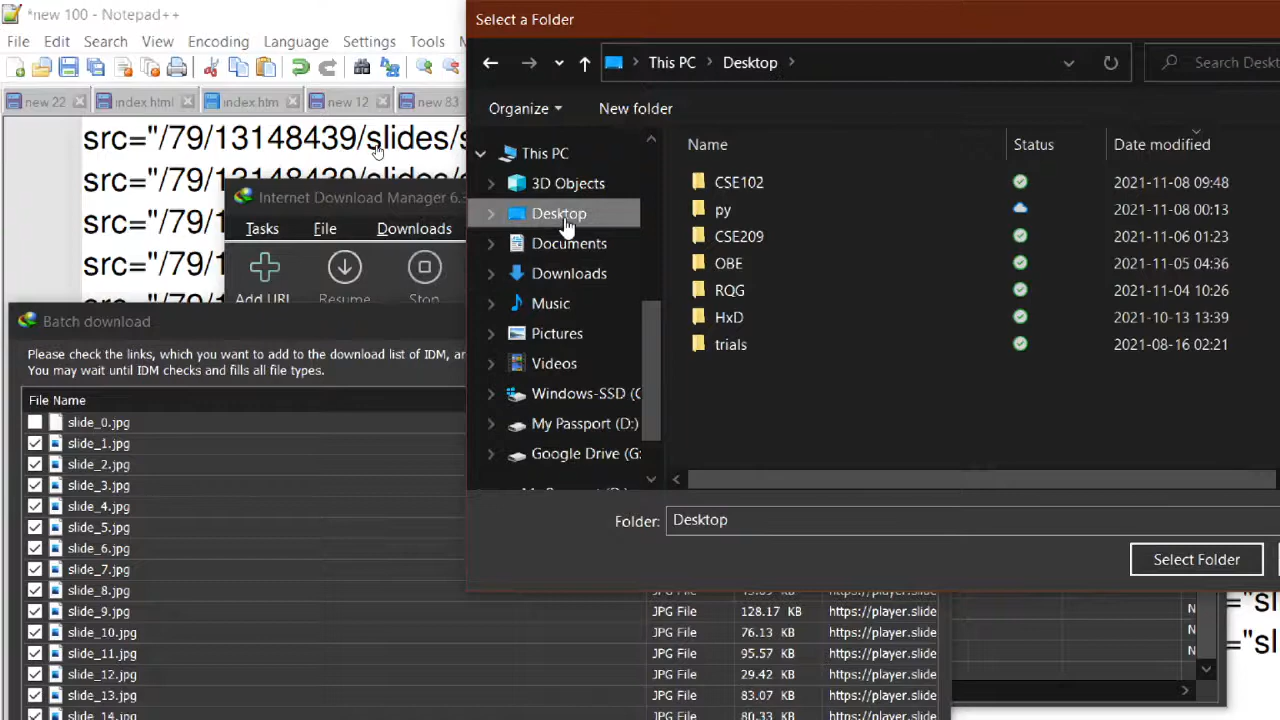 *new 100 - Notepad++
File Edit Search View Encoding Language Settings Tools
new 22 index.html index.htm new 12 new 83
src="/79/13148439/slides/s
Internet Download Manager 6.
Tasks File Downloads
Add URL Resume Stop
Batch download
Please check the links, which you want to add to the download list of IDM, an
You may wait until IDM checks and fills all file types.
File Name
slide_0.jpg
slide_1.jpg
slide_2.jpg
slide_3.jpg
slide_4.jpg
slide_5.jpg
slide_6.jpg
slide_7.jpg
slide_8.jpg
slide_9.jpg JPG File 128.17 KB https://player.slide
slide_10.jpg JPG File 76.13 KB https://player.slide
slide_11.jpg JPG File 95.57 KB https://player.slide
slide_12.jpg JPG File 29.42 KB https://player.slide
slide_13.jpg JPG File 83.07 KB https://player.slide
slide_14.jpg JPG File 80.33 KB https://player.slide
Select a Folder
This PC Desktop
Search Deskt
Organize New folder
This PC
3D Objects
Desktop
Documents
Downloads
Music
Pictures
Videos
Windows-SSD (C
My Passport (D:)
Google Drive (G:
Name Status Date modified
CSE102 2021-11-08 09:48
py 2021-11-08 00:13
CSE209 2021-11-06 01:23
OBE 2021-11-05 04:36
RQG 2021-11-04 10:26
HxD 2021-10-13 13:39
trials 2021-08-16 02:21
Folder: Desktop
Select Folder
N ="sl
N
N ="sl